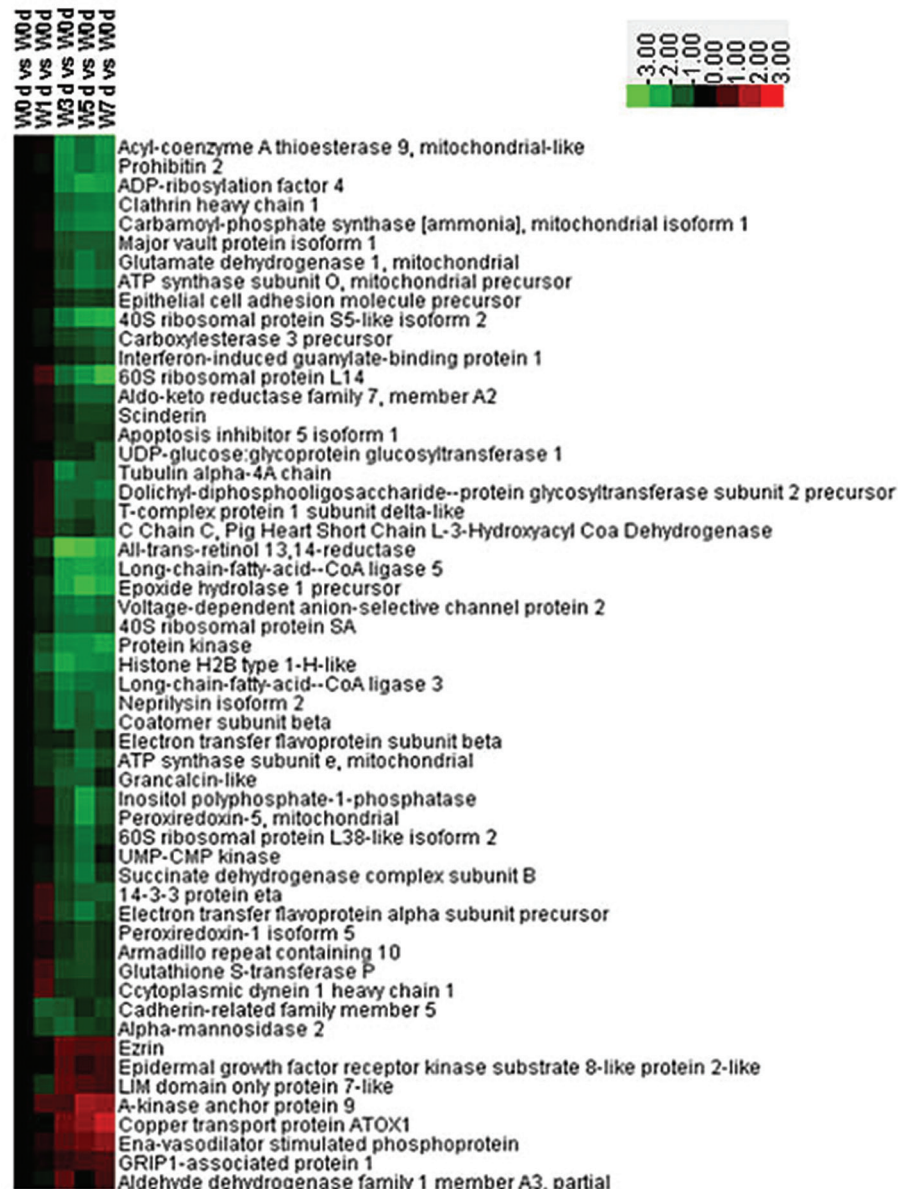 W0 d vs W0d
W1 d vs W0d
W3 d vs W0d
W5 d vs W0d
W7 d vs W0d
-3.00
-2.00
-1.00
0.00
1.00
2.00
3.00
Acyl-coenzyme A thioesterase 9, mitochondrial-like
Prohibitin 2
ADP-ribosylation factor 4
Clathrin heavy chain 1
Carbamoyl-phosphate synthase [ammonia], mitochondrial isoform 1
Major vault protein isoform 1
Glutamate dehydrogenase 1, mitochondrial
ATP synthase subunit O, mitochondrial precursor
Epithelial cell adhesion molecule precursor
40S ribosomal protein S5-like isoform 2
Carboxylesterase 3 precursor
Interferon-induced guanylate-binding protein 1
60S ribosomal protein L14
Aldo-keto reductase family 7, member A2
Scinderin
Apoptosis inhibitor 5 isoform 1
UDP-glucose:glycoprotein glucosyltransferase 1
Tubulin alpha-4A chain
Dolichyl-diphosphooligosaccharide--protein glycosyltransferase subunit 2 precursor
T-complex protein 1 subunit delta-like
C Chain C, Pig Heart Short Chain L-3-Hydroxyacyl Coa Dehydrogenase
All-trans-retinol 13,14-reductase
Long-chain-fatty-acid--CoA ligase 5
Epoxide hydrolase 1 precursor
Voltage-dependent anion-selective channel protein 2
40S ribosomal protein SA
Protein kinase
Histone H2B type 1-H-like
Long-chain-fatty-acid--CoA ligase 3
Neprilysin isoform 2
Coatomer subunit beta
Electron transfer flavoprotein subunit beta
ATP synthase subunit e, mitochondrial
Grancalcin-like
Inositol polyphosphate-1-phosphatase
Peroxiredoxin-5, mitochondrial
60S ribosomal protein L38-like isoform 2
UMP-CMP kinase
Succinate dehydrogenase complex subunit B
14-3-3 protein eta
Electron transfer flavoprotein alpha subunit precursor
Peroxiredoxin-1 isoform 5
Armadillo repeat containing 10
Glutathione S-transferase P
Ccytoplasmic dynein 1 heavy chain 1
Cadherin-related family member 5
Alpha-mannosidase 2
Ezrin
Epidermal growth factor receptor kinase substrate 8-like protein 2-like
LIM domain only protein 7-like
A-kinase anchor protein 9
Copper transport protein ATOX1
Ena-vasodilator stimulated phosphoprotein
GRIP1-associated protein 1
Aldehyde dehydrogenase family 1 member A3, partial